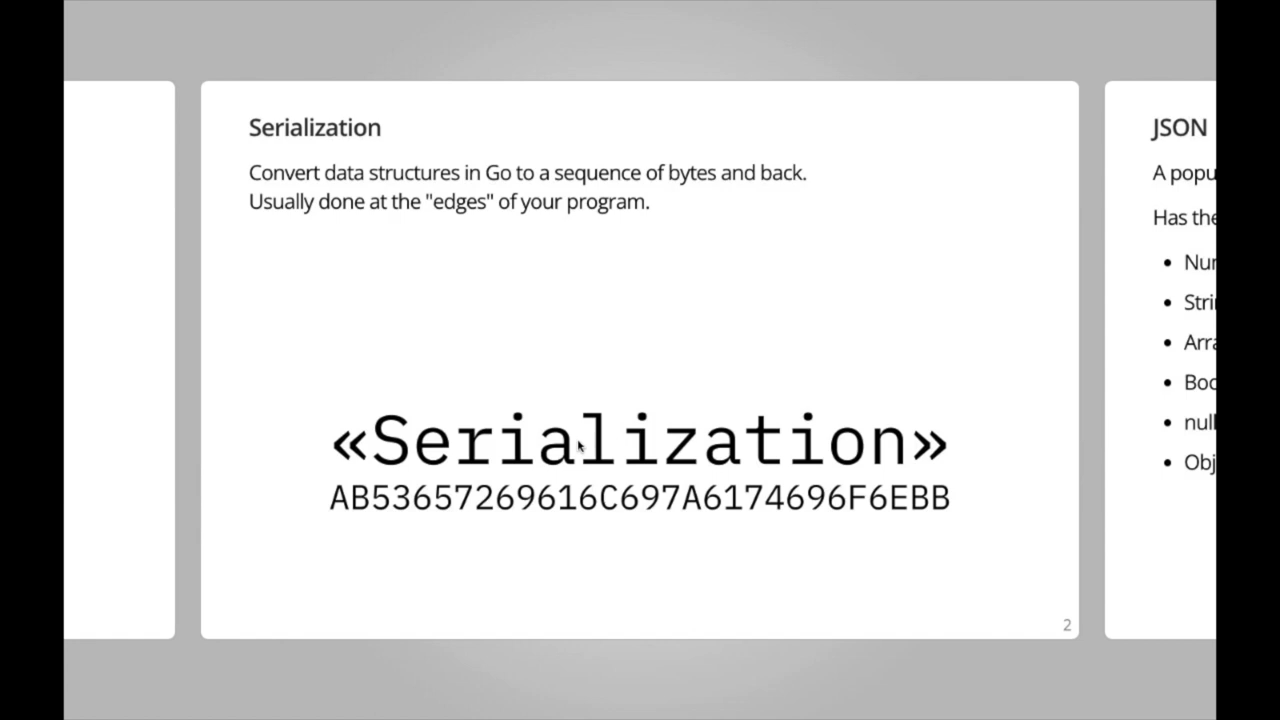 Serialization
Convert data structures in Go to a sequence of bytes and back.
Usually done at the "edges" of your program.
«Serialization»
AB53657269616C697A6174696F6EBB
2
JSON
A
Has